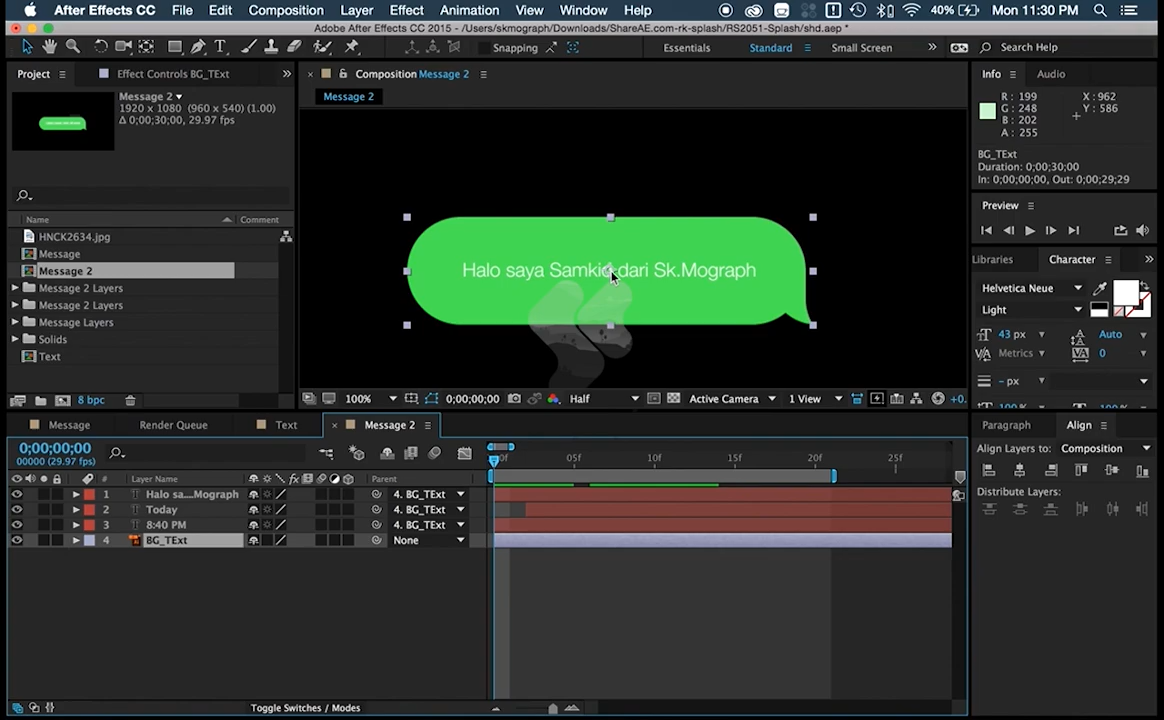 After Effects CC File Edit Composition Layer Effect Animation View Window Help 40% Mon 11:30 PM
Adobe After Effects CC 2015 - /Users/skmograph/Downloads/ShareAE.com-rk-splash/RS2051-Splash/shd.aep *
Snapping Essentials Standard Small Screen » Search Help
Project Effect Controls BG_TExt »
Message 2
1920 x 1080 (960 x 540) (1.00)
Δ 0;00;30;00, 29.97 fps
Name Comment
HNCK2634.jpg
Message
Message 2
Message 2 Layers
Message 2 Layers
Message Layers
Solids
Text
8 bpc
Composition Message 2
Message 2
Halo saya Samkid dari Sk.Mograph
100% 0;00;00;00 Half Active Camera 1 View +0.
Info Audio
R : 199
G : 248
B : 202
A : 255
X : 962
Y : 586
BG_TExt
Duration: 0;00;30;00
In: 0;00;00;00, Out: 0;00;29;29
Preview
Libraries Character »
Helvetica Neue
Light
43 px Auto
Metrics 0
- px
Paragraph Align
Align Layers to: Composition
Distribute Layers:
Message Render Queue Text Message 2
0;00;00;00
00000 (29.97 fps)
:00f 05f 10f 15f 20f 25f
# Layer Name Parent
1 Halo sa....Mograph 4. BG_TExt
2 Today 4. BG_TExt
3 8:40 PM 4. BG_TExt
4 BG_TExt None
Toggle Switches / Modes